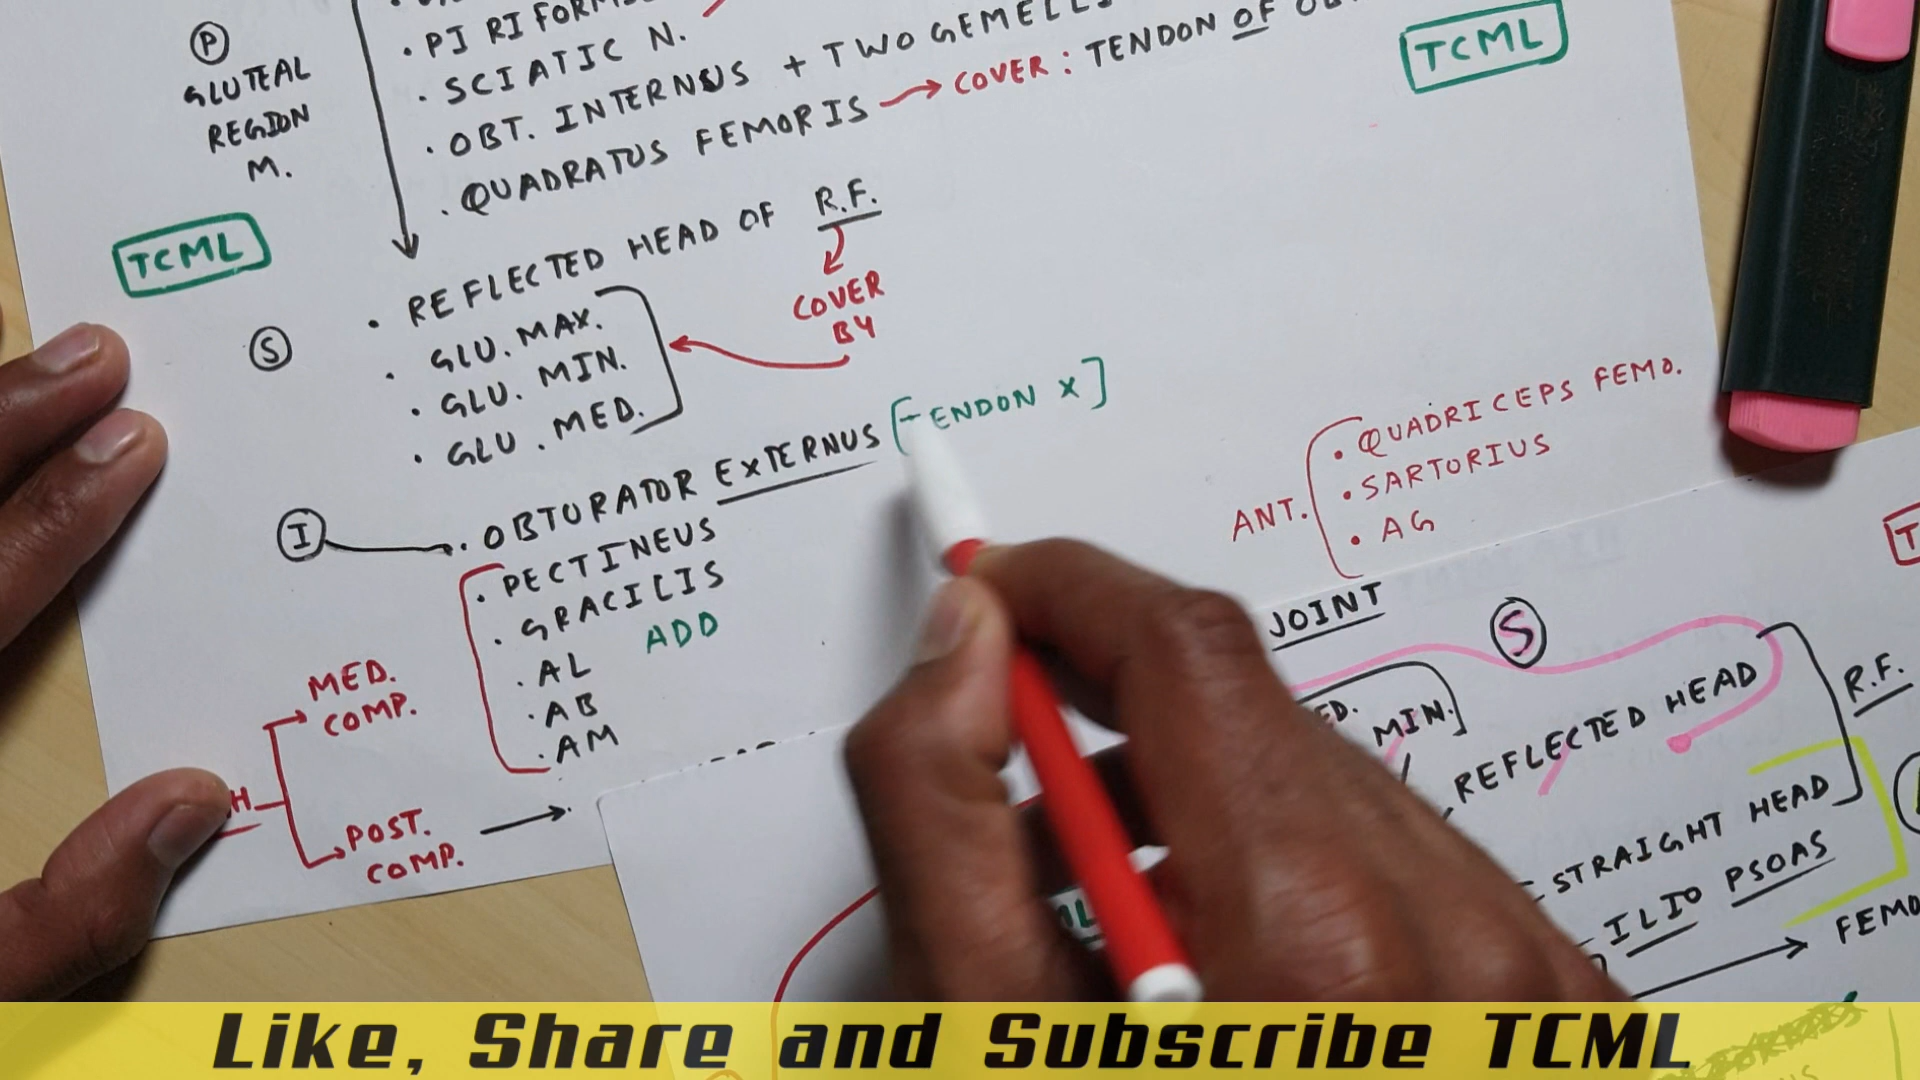 P
GLUTEAL
REGION
M.
. PIRIFORM
. SCIATIC N.
. OBT. INTERNUS + TWO GEMELLI
. QUADRATUS FEMORIS → COVER : TENDON OF
TCML
TCML
S
. REFLECTED HEAD OF R.F.
. GLU. MAX.
. GLU. MIN.
. GLU. MED.
COVER
BY
I
. OBTURATOR EXTERNUS [TENDON X]
. PECTINEUS
. GRACILIS
. AL
. AB
. AM
ADD
MED.
COMP.
H
POST.
COMP.
ANT.
. QUADRICEPS FEMO.
. SARTORIUS
. AG
JOINT
S
MIN.]
REFLECTED HEAD
R.F.
STRAIGHT HEAD
ILIO PSOAS
FEMO
Like, Share and Subscribe TCML